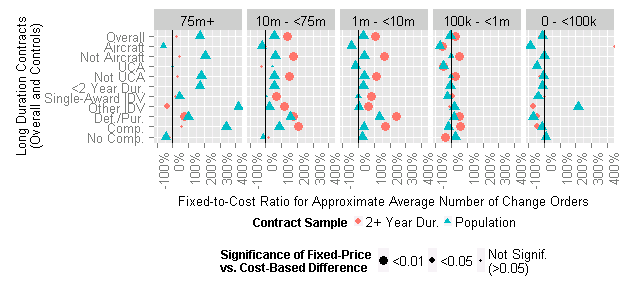 75m+
10m - <75m
1m - <10m
100k - <1m
0 - <100k
Long Duration Contracts
(Overall and Controls)
Overall
Aircraft
Not Aircraft
UCA
Not UCA
<2 Year Dur.
Single-Award IDV
Other IDV
Def./Pur.
Comp.
No Comp.
-100%
0%
100%
200%
300%
400%
-100%
0%
100%
200%
300%
400%
-100%
0%
100%
200%
300%
400%
-100%
0%
100%
200%
300%
400%
-100%
0%
100%
200%
300%
400%
Fixed-to-Cost Ratio for Approximate Average Number of Change Orders
Contract Sample 2+ Year Dur. Population
Significance of Fixed-Price
vs. Cost-Based Difference
<0.01 <0.05 Not Signif.
(>0.05)